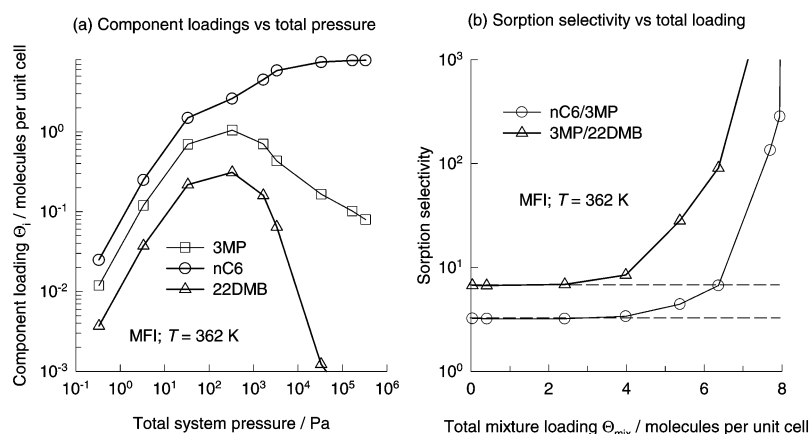 (a) Component loadings vs total pressure
Component loading Θi / molecules per unit cell
10⁰
10⁻¹
10⁻²
10⁻³
3MP
nC6
22DMB
MFI; T = 362 K
10⁻¹ 10⁰ 10¹ 10² 10³ 10⁴ 10⁵ 10⁶
Total system pressure / Pa
(b) Sorption selectivity vs total loading
Sorption selectivity
10³
10²
10¹
10⁰
nC6/3MP
3MP/22DMB
MFI; T = 362 K
0 2 4 6 8
Total mixture loading Θmix / molecules per unit cell